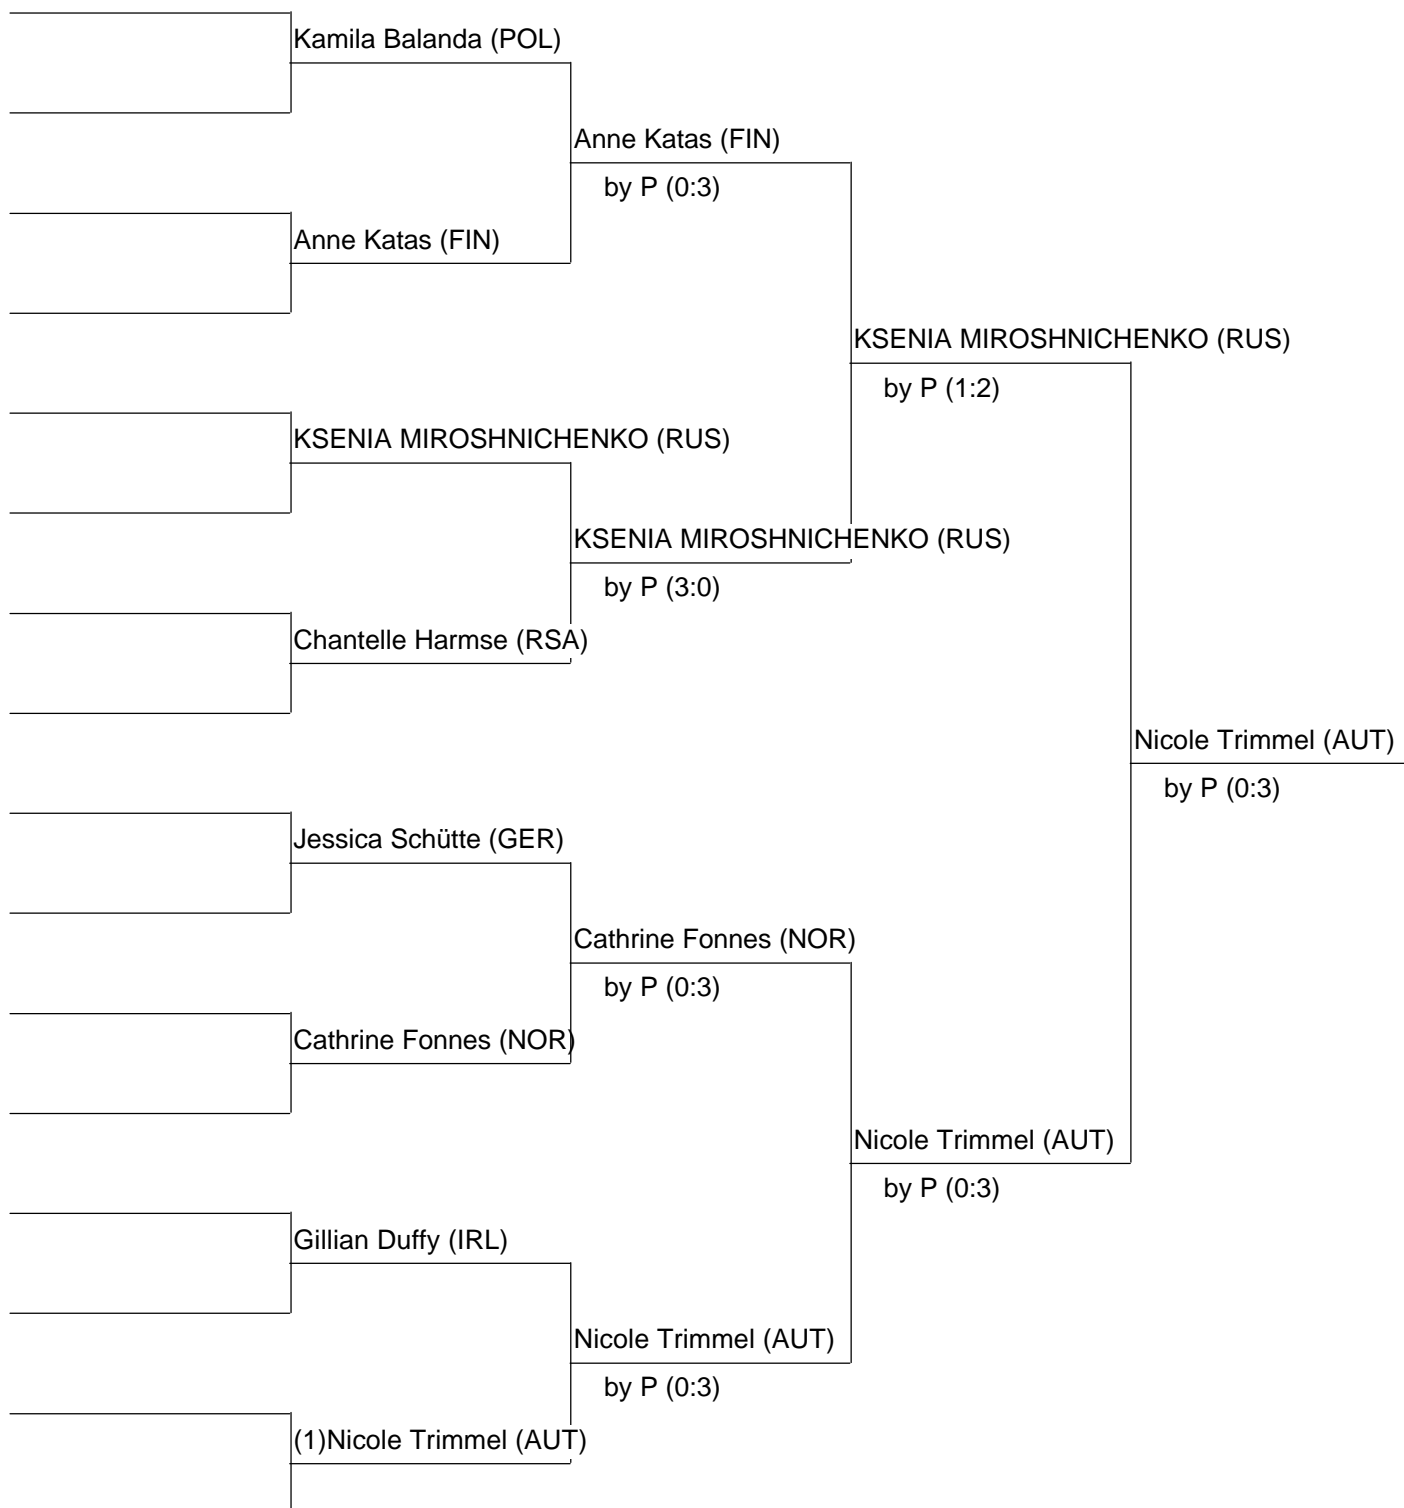 Kamila Balanda (POL)
Anne Katas (FIN)
by P (0:3)
Anne Katas (FIN)
KSENIA MIROSHNICHENKO (RUS)
by P (1:2)
KSENIA MIROSHNICHENKO (RUS)
KSENIA MIROSHNICHENKO (RUS)
by P (3:0)
Chantelle Harmse (RSA)
Nicole Trimmel (AUT)
by P (0:3)
Jessica Schütte (GER)
Cathrine Fonnes (NOR)
by P (0:3)
Cathrine Fonnes (NOR)
Nicole Trimmel (AUT)
by P (0:3)
Gillian Duffy (IRL)
Nicole Trimmel (AUT)
by P (0:3)
(1)Nicole Trimmel (AUT)